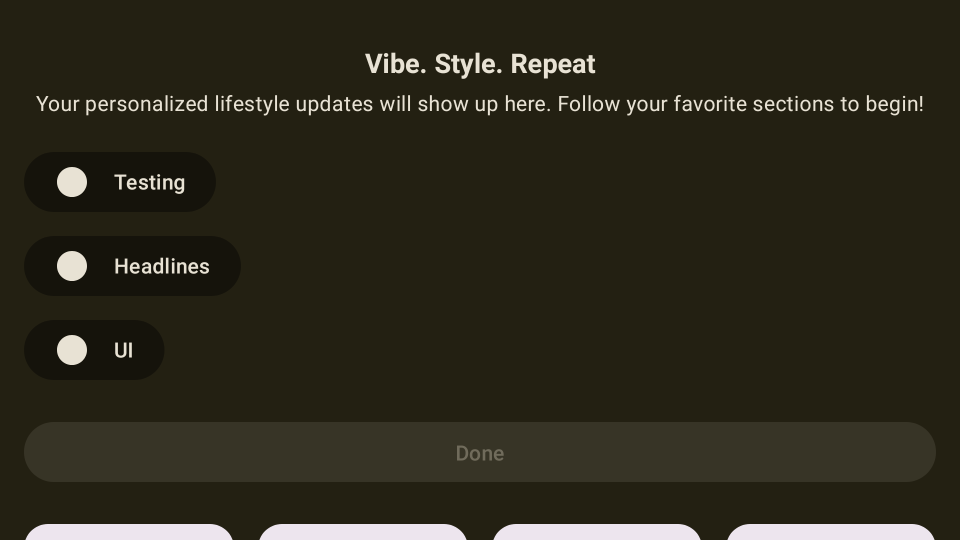 Vibe. Style. Repeat
Your personalized lifestyle updates will show up here. Follow your favorite sections to begin!
Testing
Headlines
UI
Done